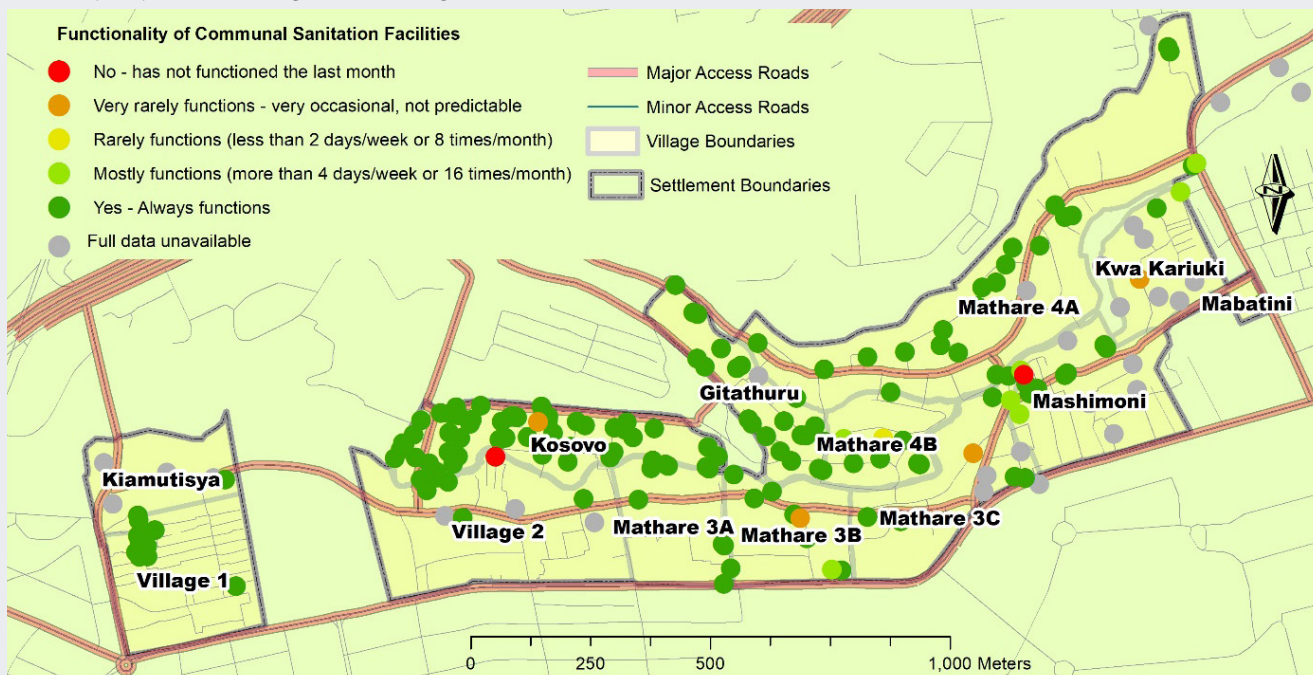 Functionality of Communal Sanitation Facilities
No - has not functioned the last month
Very rarely functions - very occasional, not predictable
Rarely functions (less than 2 days/week or 8 times/month)
Mostly functions (more than 4 days/week or 16 times/month)
Yes - Always functions
Full data unavailable
Major Access Roads
Minor Access Roads
Village Boundaries
Settlement Boundaries
N
Kwa Kariuki
Mabatini
Mathare 4A
Gitathuru
Mashimoni
Kosovo
Mathare 4B
Kiamutisya
Village 2
Mathare 3A
Mathare 3B
Mathare 3C
Village 1
0 250 500 1,000 Meters